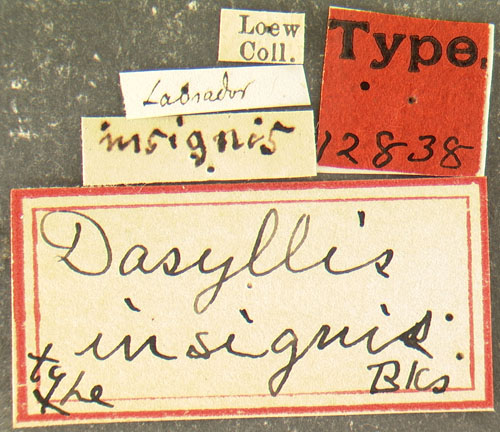 Loew
Coll.
Type.
12838
Labrador
insignis
Dasyllis
insignis.
type
Bks.